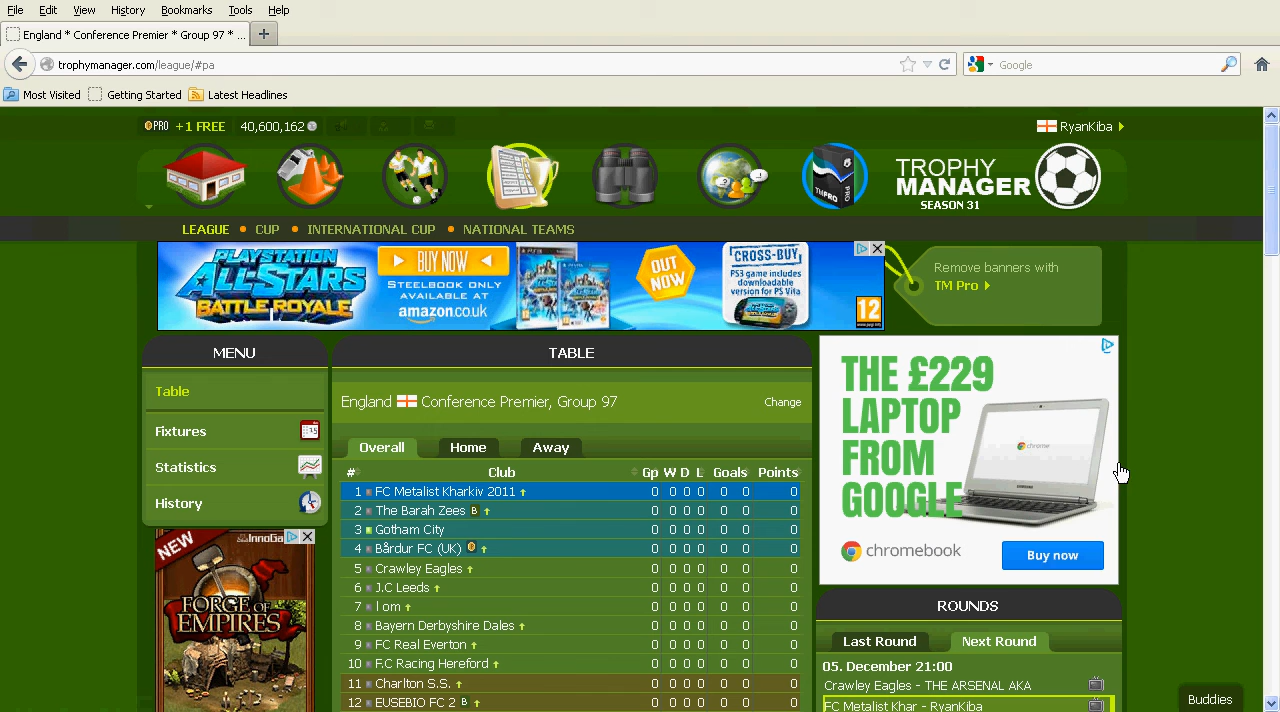 File Edit View History Bookmarks Tools Help
England * Conference Premier * Group 97 * ...
trophymanager.com/league/#pa
Google
Most Visited Getting Started Latest Headlines
PRO +1 FREE 40,600,162
RyanKiba
TROPHY
MANAGER
SEASON 31
LEAGUE • CUP • INTERNATIONAL CUP • NATIONAL TEAMS
PLAYSTATION
ALL-STARS
BATTLE ROYALE
BUY NOW
STEELBOOK ONLY
AVAILABLE AT
amazon.co.uk
OUT
NOW
CROSS-BUY
PS3 game includes
downloadable
version for PS Vita
12
Remove banners with
TM Pro
MENU
Table
Fixtures
Statistics
History
NEW
InnoGa
FORGE OF
EMPIRES
TABLE
England Conference Premier, Group 97 Change
Overall Home Away
# Club Gp W D L Goals Points
1 FC Metalist Kharkiv 2011 0 0 0 0 0 0 0
2 The Barah Zees B 0 0 0 0 0 0 0
3 Gotham City 0 0 0 0 0 0 0
4 Bårdur FC (UK) 0 0 0 0 0 0 0
5 Crawley Eagles 0 0 0 0 0 0 0
6 J.C Leeds 0 0 0 0 0 0 0
7 I om 0 0 0 0 0 0 0
8 Bayern Derbyshire Dales 0 0 0 0 0 0 0
9 FC Real Everton 0 0 0 0 0 0 0
10 F.C Racing Hereford 0 0 0 0 0 0 0
11 Charlton S.S. 0 0 0 0 0 0 0
12 EUSEBIO FC 2 B 0 0 0 0 0 0 0
THE £229
LAPTOP
FROM
GOOGLE
chrome
SAMSUNG
chromebook
Buy now
ROUNDS
Last Round Next Round
05. December 21:00
Crawley Eagles - THE ARSENAL AKA
FC Metalist Khar - RyanKiba
Buddies